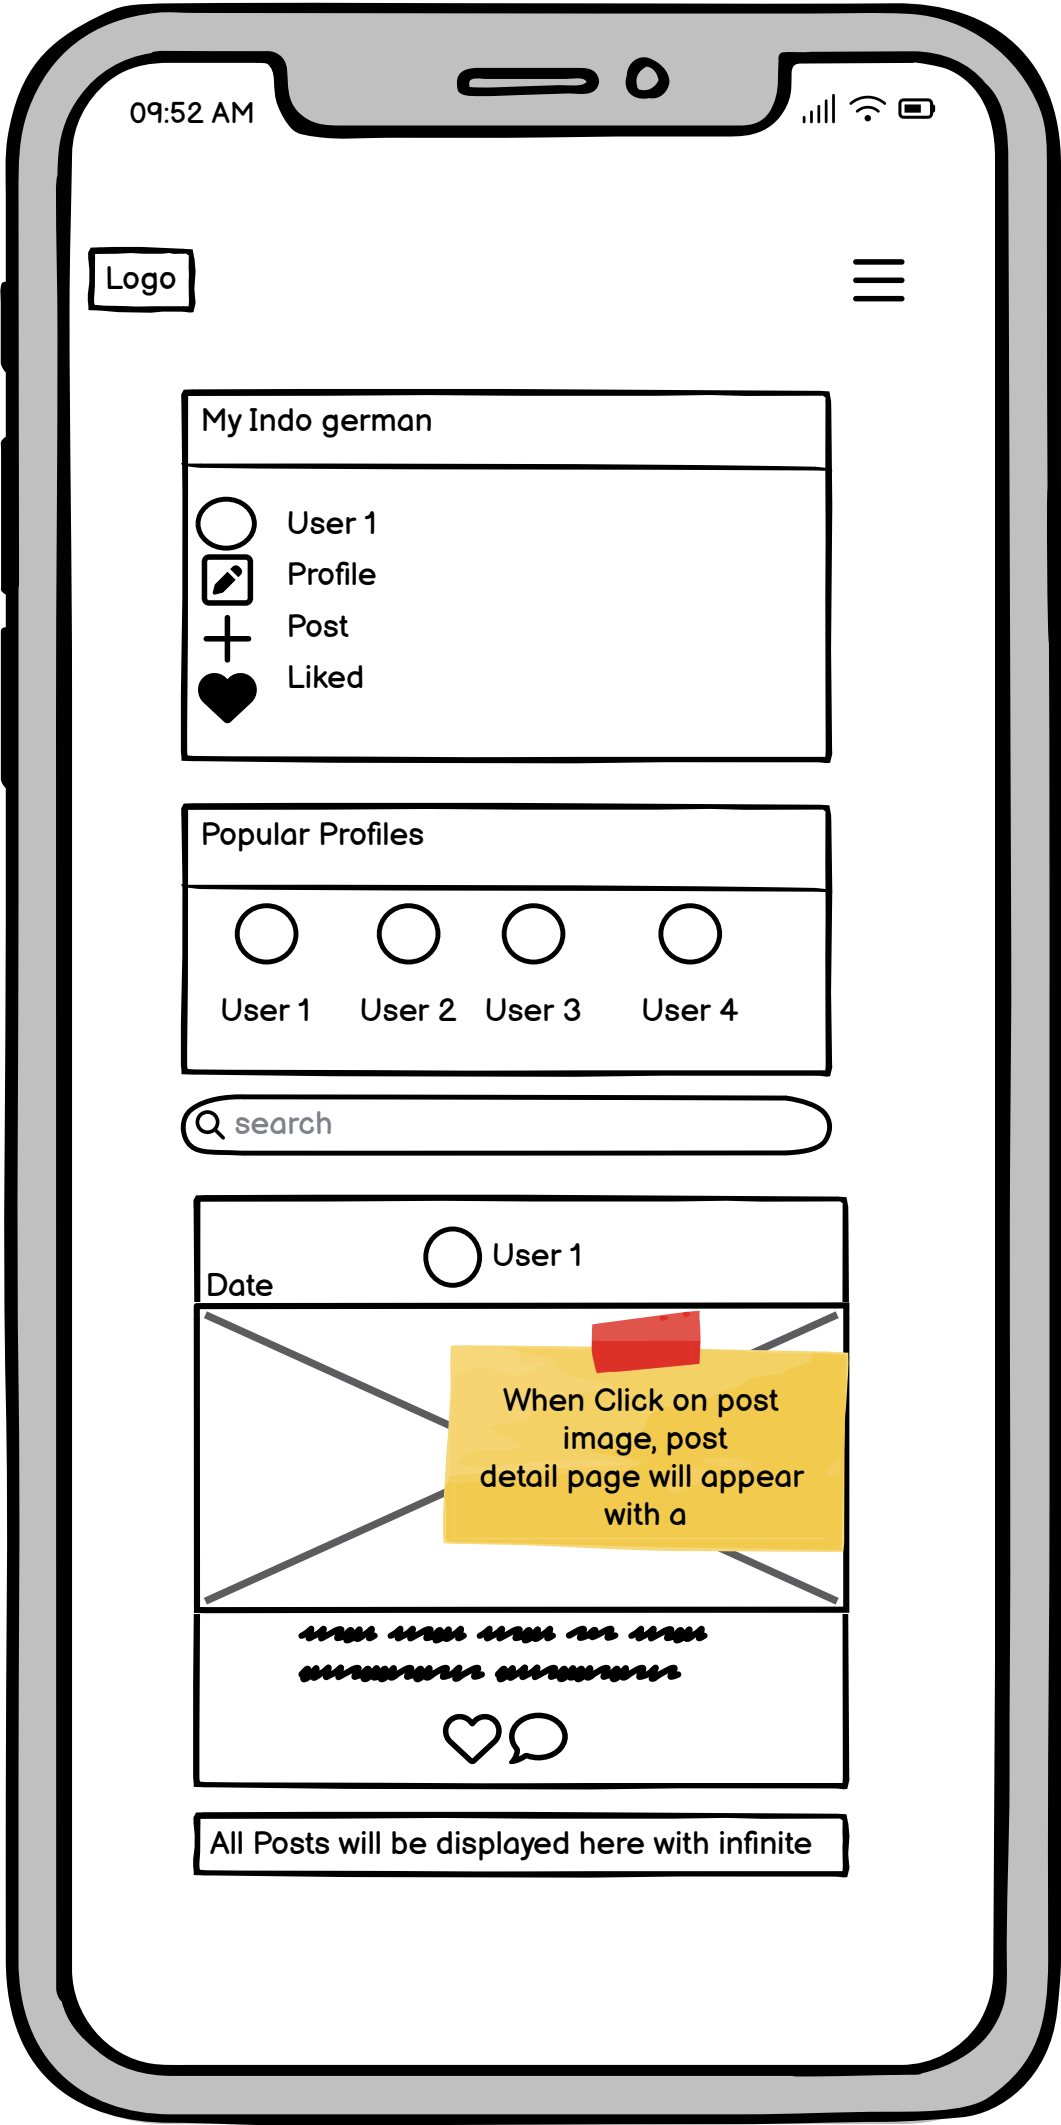 09:52 AM
Logo
My Indo german
User 1
Profile
Post
Liked
Popular Profiles
User 1 User 2 User 3 User 4
search
User 1
Date
When Click on post
image, post
detail page will appear
with a
All Posts will be displayed here with infinite